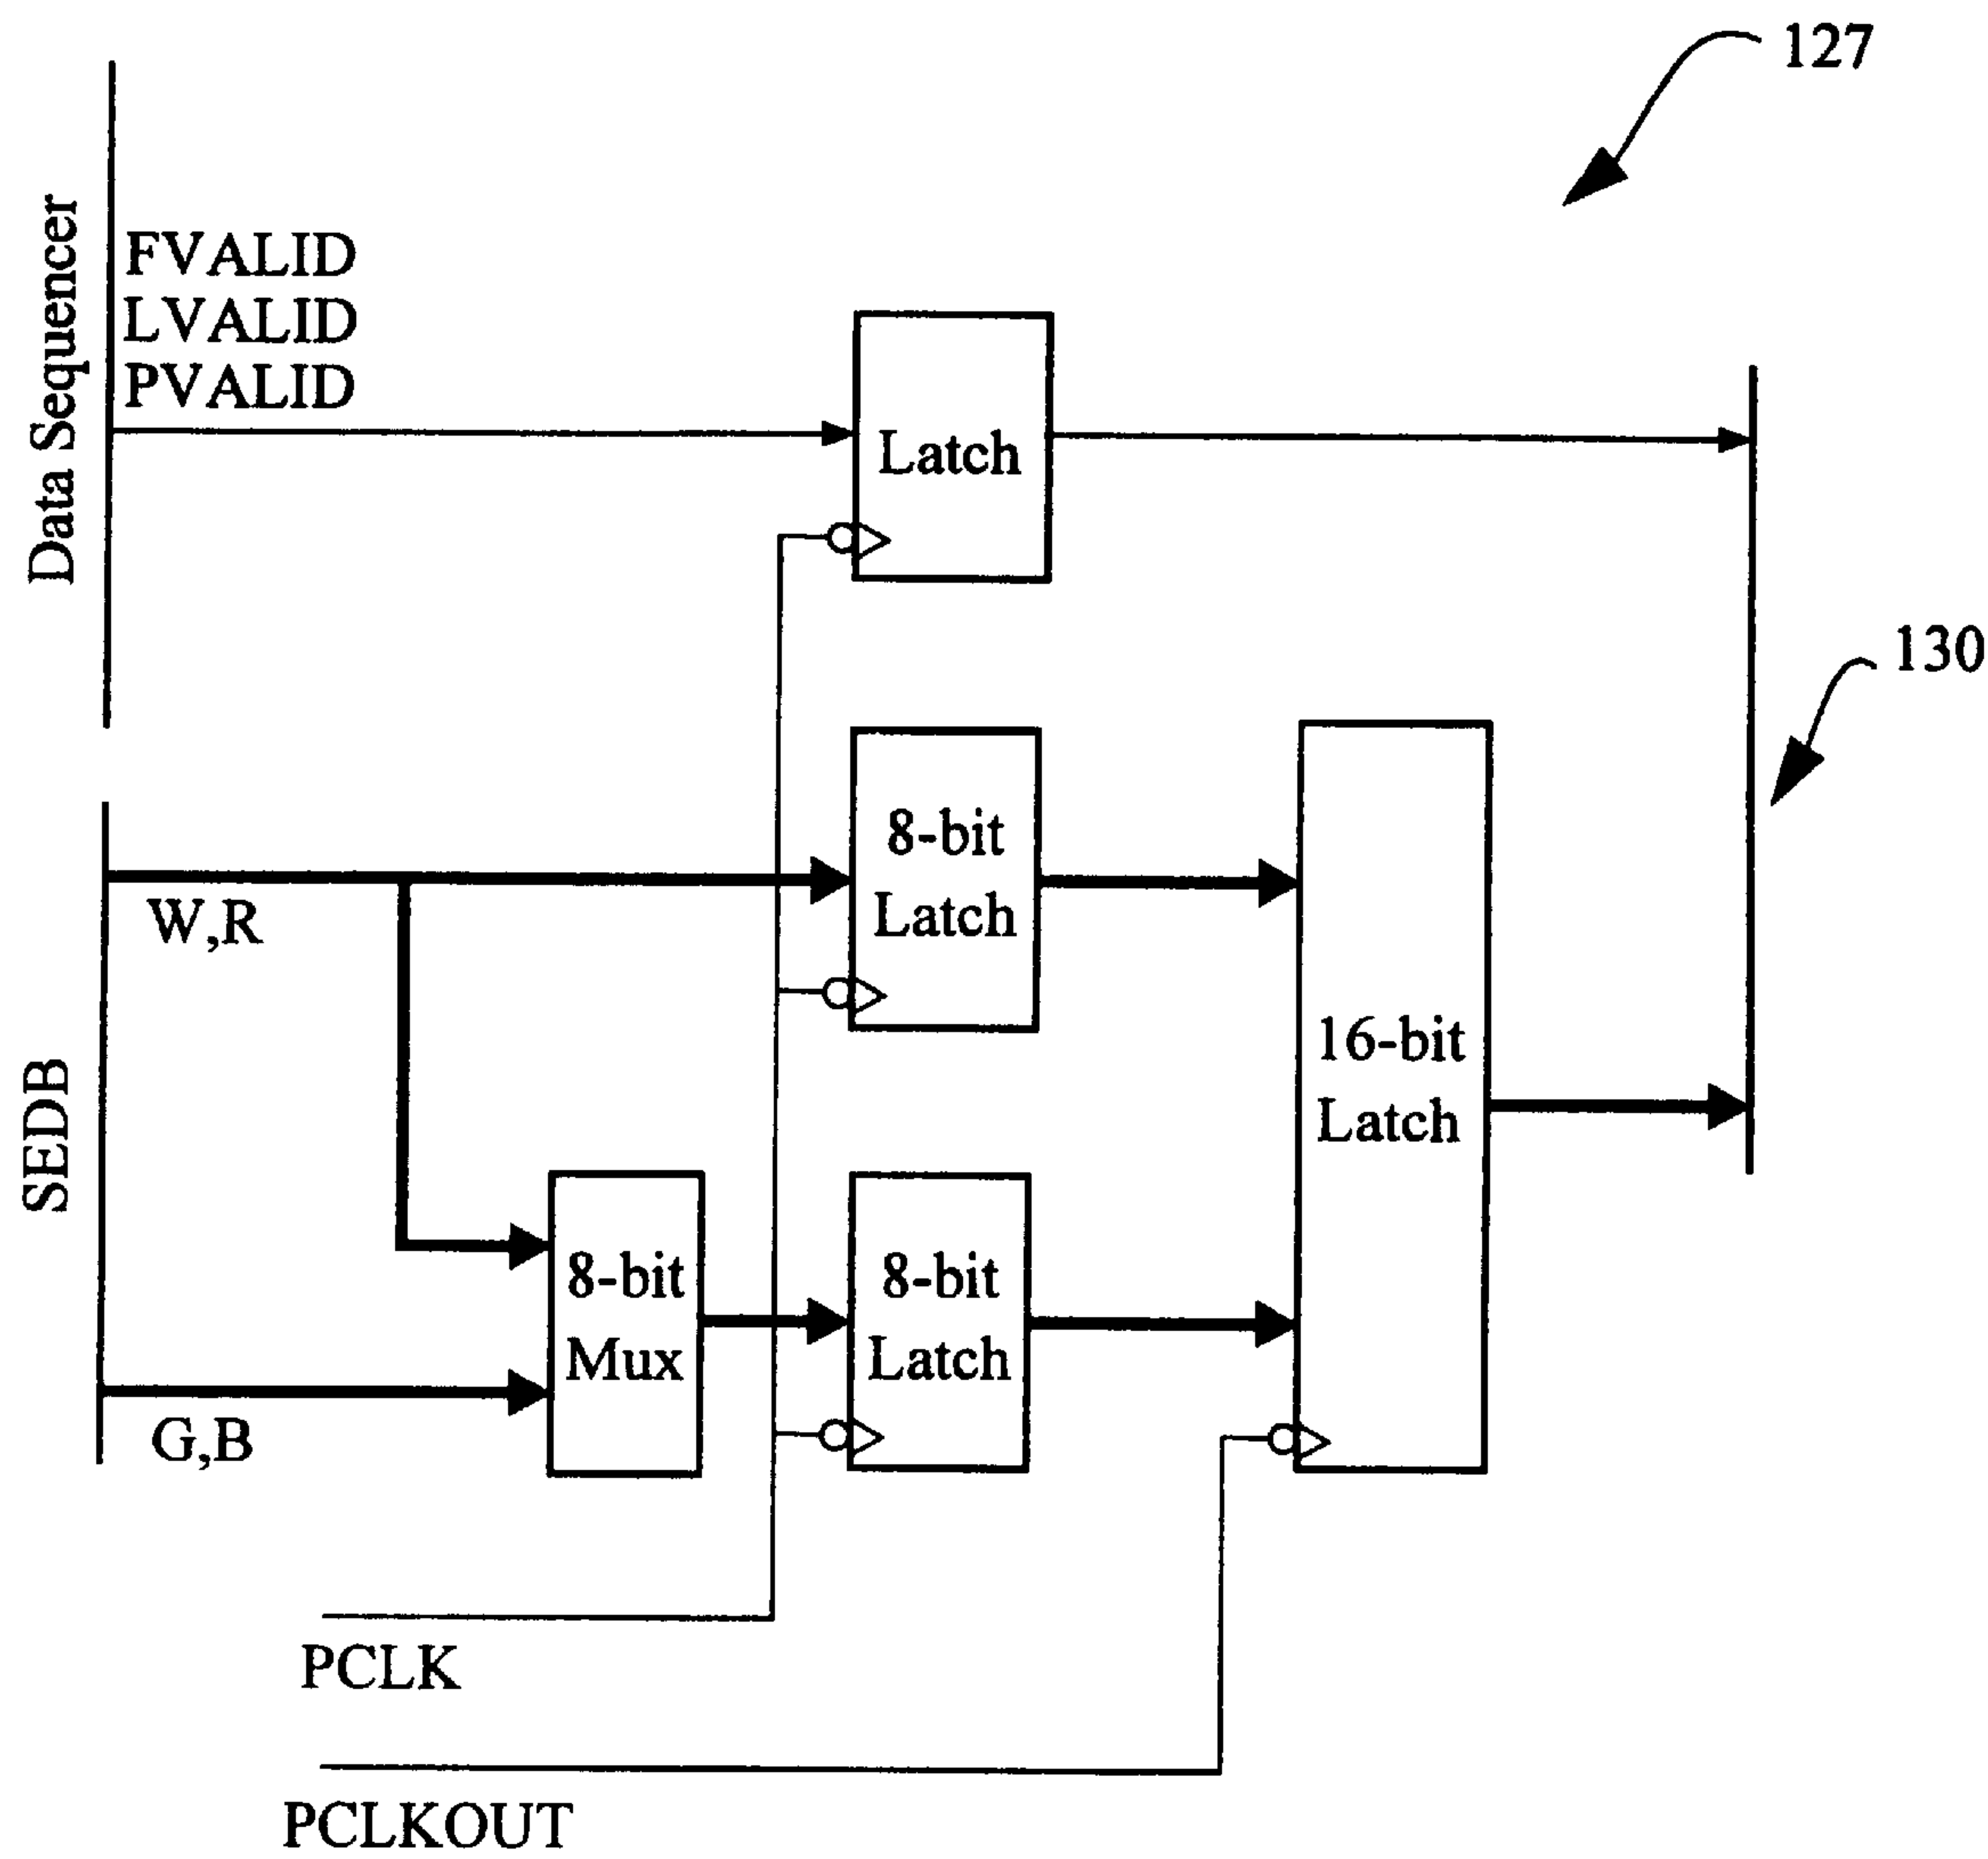 127
Data Sequencer
FVALID
LVALID
PVALID
Latch
130
8-bit
Latch
W,R
16-bit
Latch
SEDB
8-bit
Mux
8-bit
Latch
G,B
PCLK
PCLKOUT